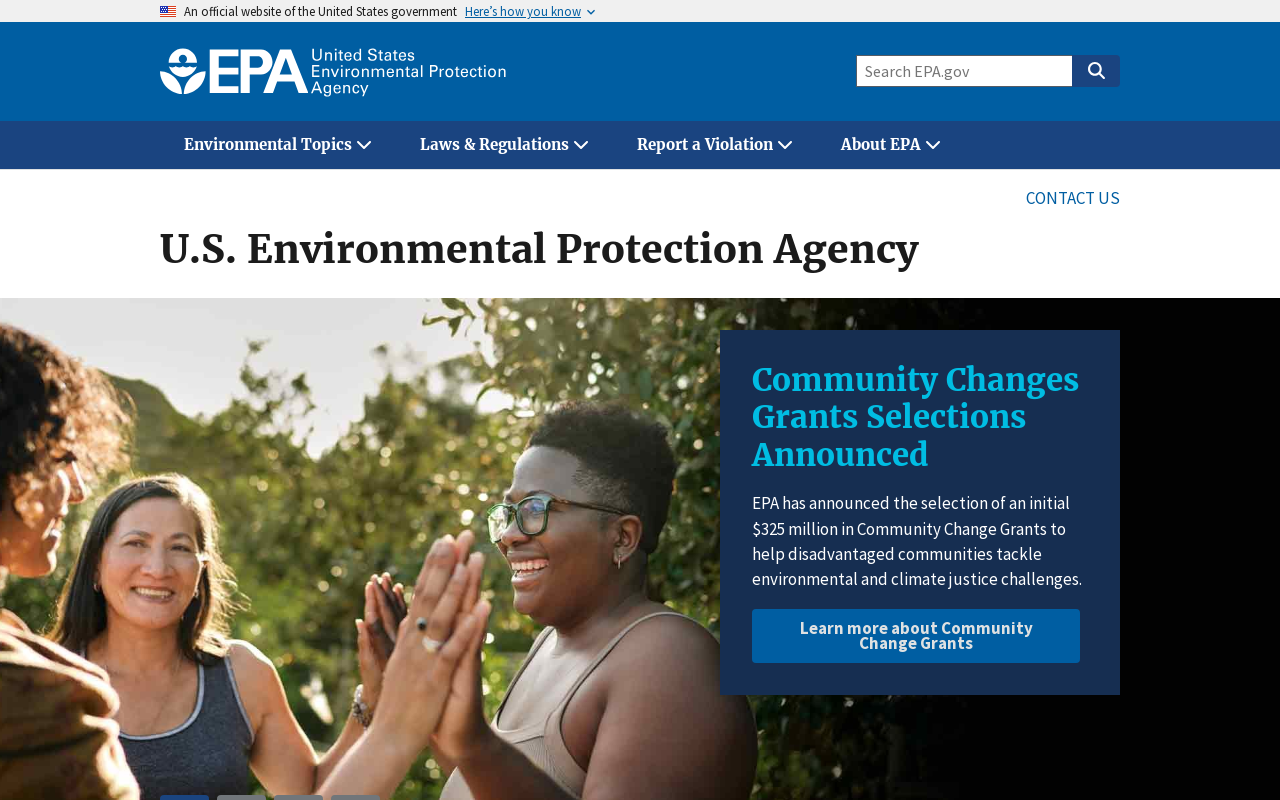 An official website of the United States government Here’s how you know
EPA United States
Environmental Protection
Agency
Search EPA.gov
Environmental Topics
Laws & Regulations
Report a Violation
About EPA
CONTACT US
U.S. Environmental Protection Agency
Community Changes
Grants Selections
Announced
EPA has announced the selection of an initial
$325 million in Community Change Grants to
help disadvantaged communities tackle
environmental and climate justice challenges.
Learn more about Community
Change Grants